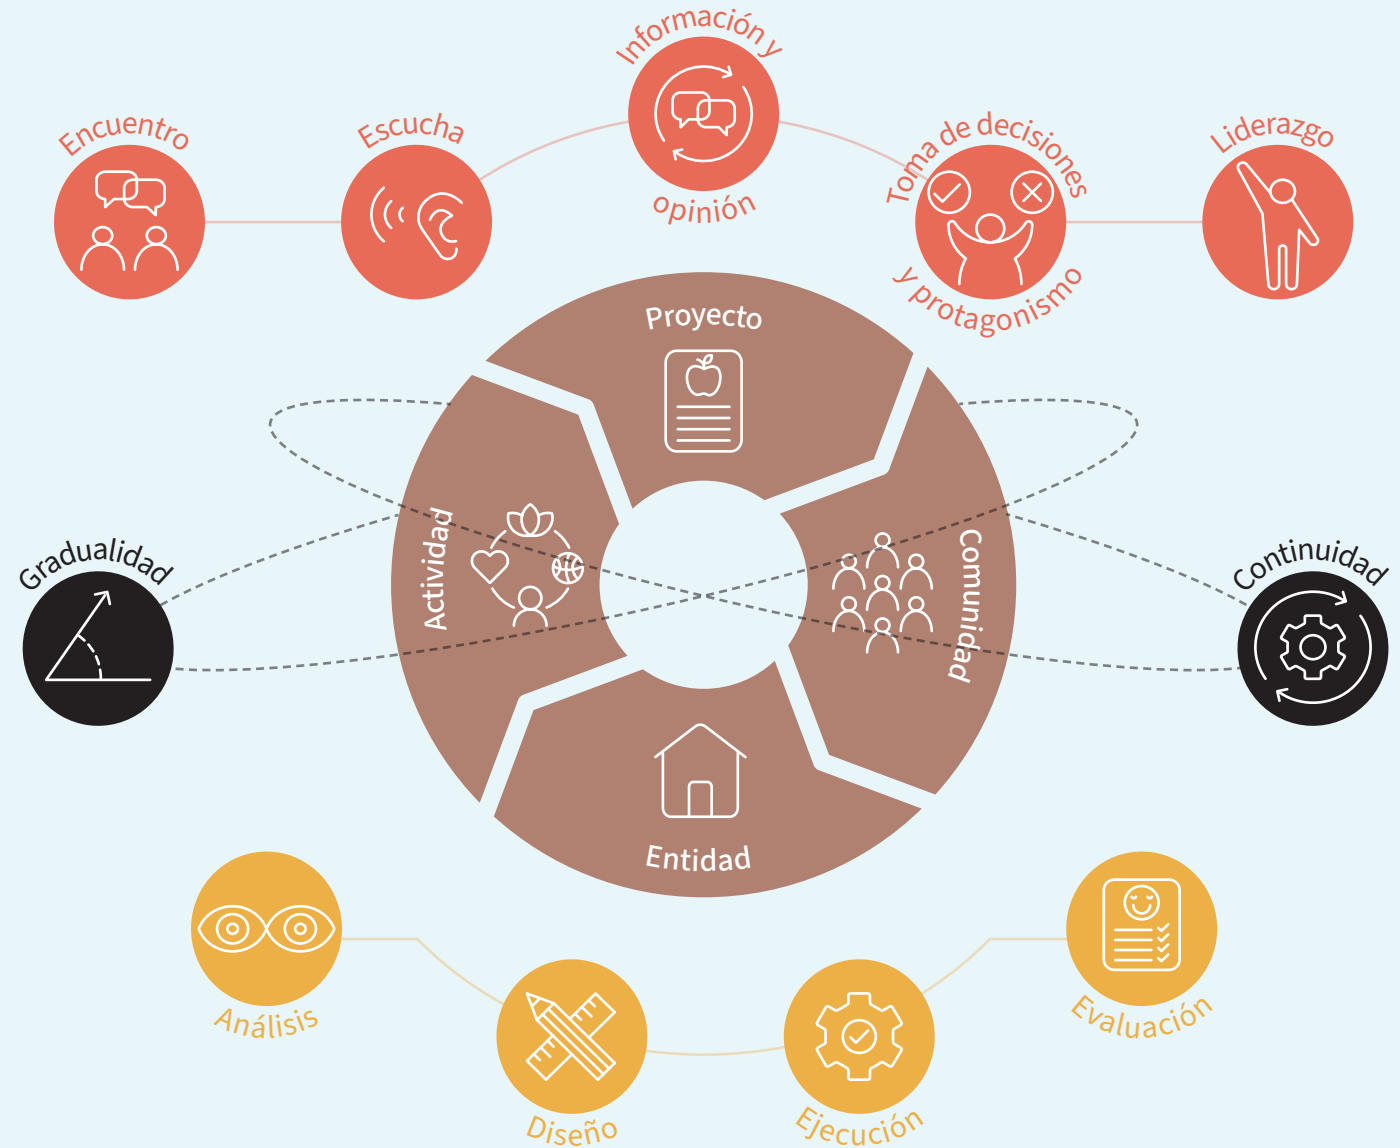 Encuentro
Escucha
Información y
opinión
Toma de decisiones
y protagonismo
Liderazgo
Proyecto
Actividad
Comunidad
Entidad
Gradualidad
Continuidad
Análisis
Diseño
Ejecución
Evaluación